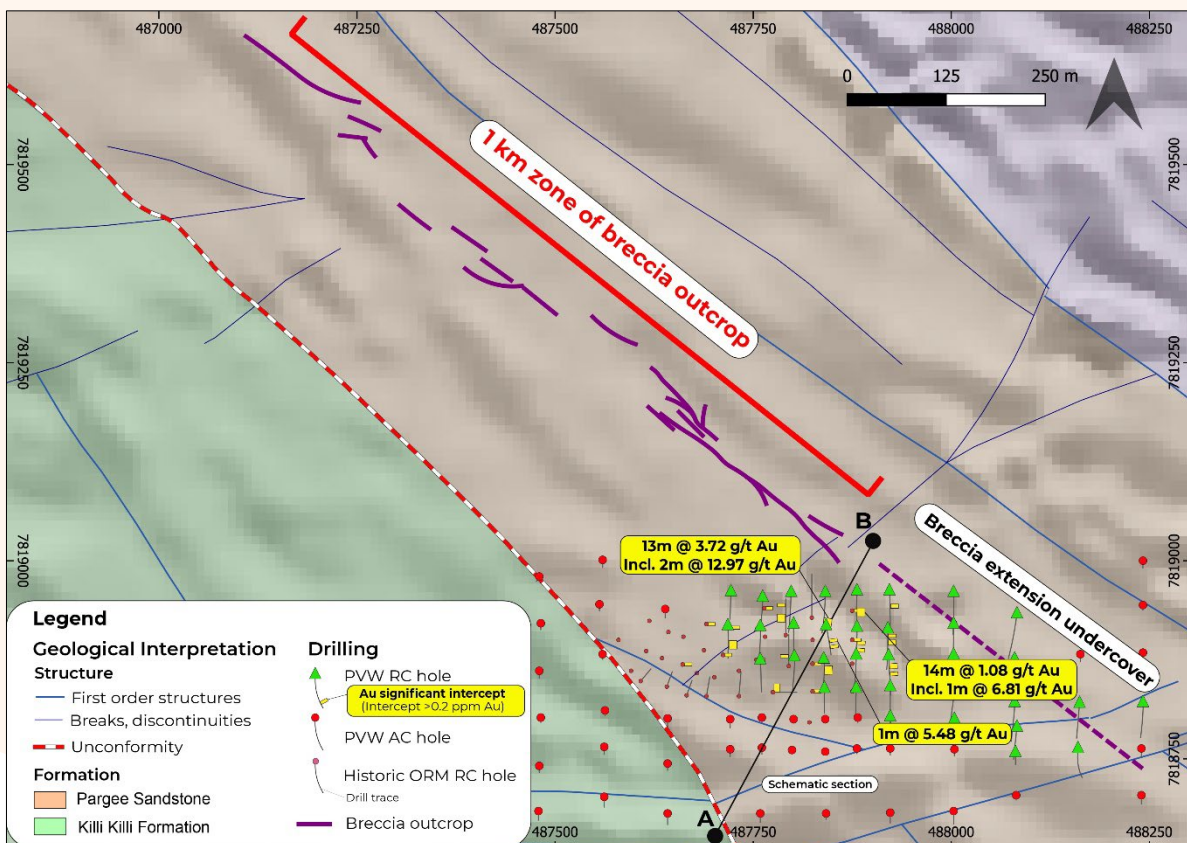 487000
487250
487500
487750
488000
488250
0
125
250 m
7819500
7819500
1 km zone of breccia outcrop
7819250
7819250
B
Breccia extension undercover
13m @ 3.72 g/t Au
Incl. 2m @ 12.97 g/t Au
7819000
7819000
14m @ 1.08 g/t Au
Incl. 1m @ 6.81 g/t Au
1m @ 5.48 g/t Au
7818750
Schematic section
A
Legend
Geological Interpretation
Structure
First order structures
Breaks, discontinuities
Unconformity
Formation
Pargee Sandstone
Killi Killi Formation
Drilling
PVW RC hole
Au significant intercept
(Intercept >0.2 ppm Au)
PVW AC hole
Historic ORM RC hole
Drill trace
Breccia outcrop
487500
487750
488000
488250